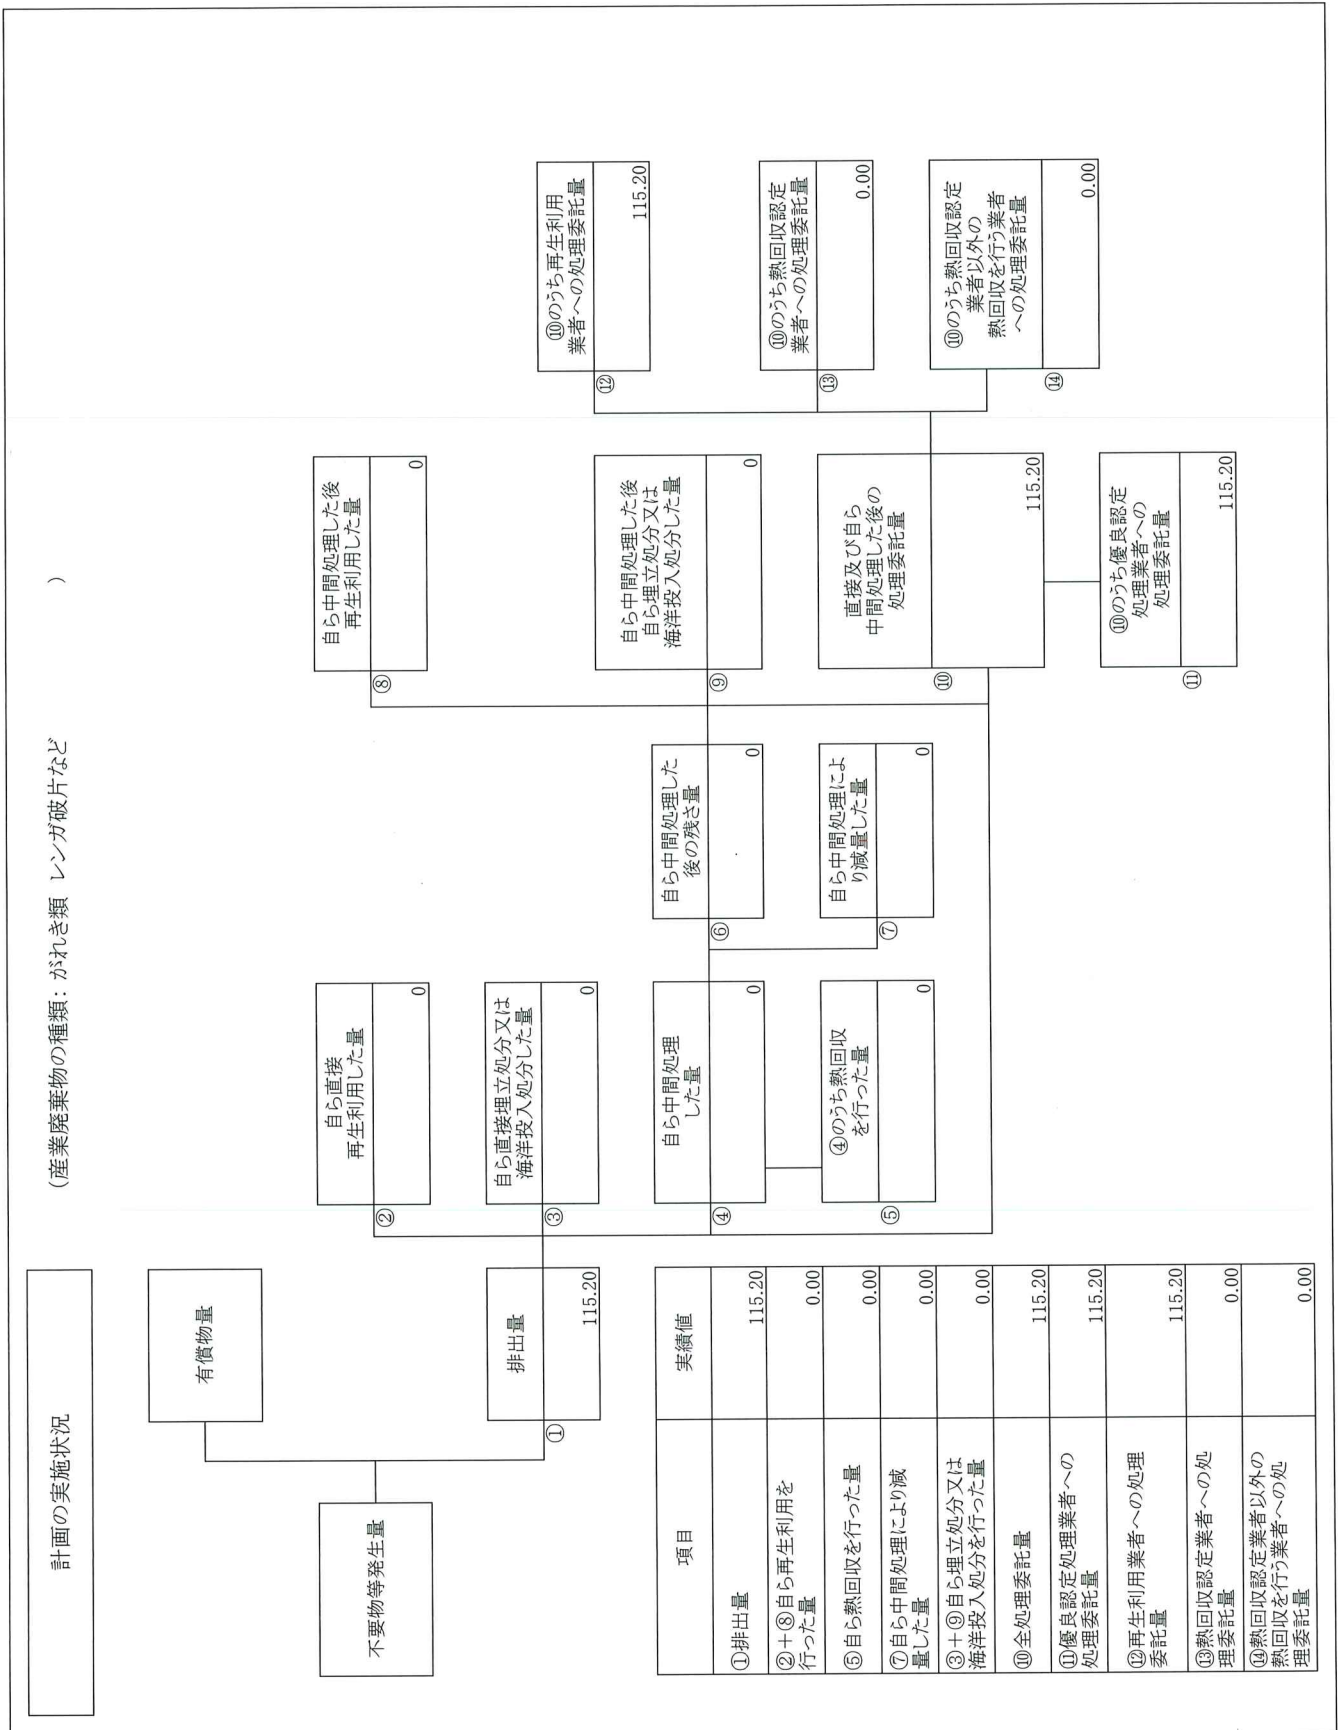 計画の実施状況
(産業廃棄物の種類: がれき類 レンガ破片など
)
不要物等発生量
有償物量
①
排出量
115.20
②
自ら直接
再生利用した量
0
③
自ら直接埋立処分又は
海洋投入処分した量
0
④
自ら中間処理
した量
0
⑤
④のうち熱回収
を行った量
0
⑥
自ら中間処理した
後の残さ量
0
⑦
自ら中間処理によ
り減量した量
0
⑧
自ら中間処理した後
再生利用した量
0
⑨
自ら中間処理した後
自ら埋立処分又は
海洋投入処分した量
0
⑩
直接及び自ら
中間処理した後の
処理委託量
115.20
⑪
⑩のうち優良認定
処理業者への
処理委託量
115.20
⑫
⑩のうち再生利用
業者への処理委託量
115.20
⑬
⑩のうち熱回収認定
業者への処理委託量
0.00
⑭
⑩のうち熱回収認定
業者以外の
熱回収を行う業者
への処理委託量
0.00
項目 実績値
①排出量 115.20
②+⑧自ら再生利用を
行った量 0.00
⑤自ら熱回収を行った量 0.00
⑦自ら中間処理により減
量した量 0.00
③+⑨自ら埋立処分又は
海洋投入処分を行った量 0.00
⑩全処理委託量 115.20
⑪優良認定処理業者への
処理委託量 115.20
⑫再生利用業者への処理
委託量 115.20
⑬熱回収認定業者への処
理委託量 0.00
⑭熱回収認定業者以外の
熱回収を行う業者への処
理委託量 0.00